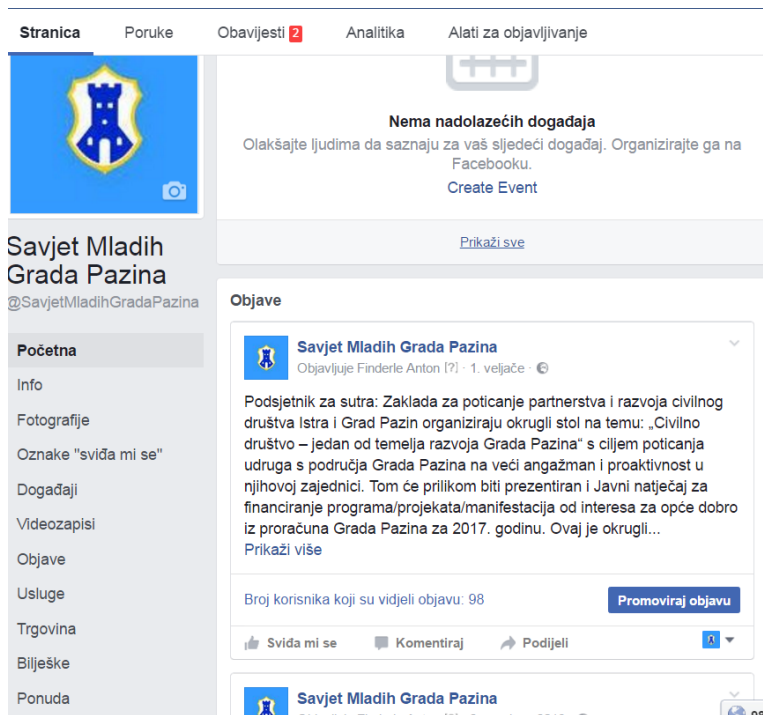 Stranica Poruke Obavijesti 2 Analitika Alati za objavljivanje
Nema nadolazećih događaja
Olakšajte ljudima da saznaju za vaš sljedeći događaj. Organizirajte ga na
Facebooku.
Create Event
Prikaži sve
Savjet Mladih
Grada Pazina
@SavjetMladihGradaPazina
Početna
Info
Fotografije
Oznake "sviđa mi se"
Događaji
Videozapisi
Objave
Usluge
Trgovina
Bilješke
Ponuda
Objave
Savjet Mladih Grada Pazina
Objavljuje Finderle Anton [?] · 1. veljače ·
Podsjetnik za sutra: Zaklada za poticanje partnerstva i razvoja civilnog
društva Istra i Grad Pazin organiziraju okrugli stol na temu: „Civilno
društvo – jedan od temelja razvoja Grada Pazina“ s ciljem poticanja
udruga s područja Grada Pazina na veći angažman i proaktivnost u
njihovoj zajednici. Tom će prilikom biti prezentiran i Javni natječaj za
financiranje programa/projekata/manifestacija od interesa za opće dobro
iz proračuna Grada Pazina za 2017. godinu. Ovaj je okrugli...
Prikaži više
Broj korisnika koji su vidjeli objavu: 98
Promoviraj objavu
Sviđa mi se Komentiraj Podijeli
Savjet Mladih Grada Pazina